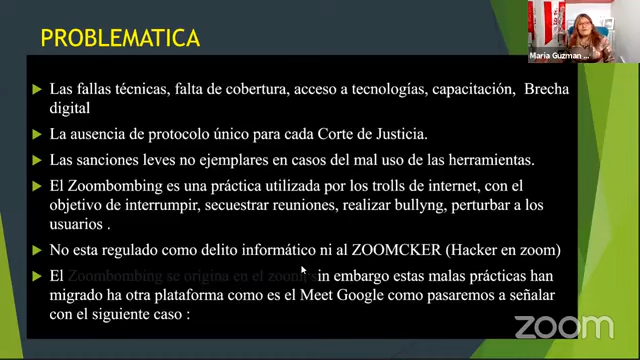 PROBLEMATICA
Las fallas técnicas, falta de cobertura, acceso a tecnologías, capacitación, Brecha
digital
La ausencia de protocolo único para cada Corte de Justicia.
Las sanciones leves no ejemplares en casos del mal uso de las herramientas.
El Zoombombing es una práctica utilizada por los trolls de internet, con el
objetivo de interrumpir, secuestrar reuniones, realizar bullyng, perturbar a los
usuarios .
No esta regulado como delito informático ni al ZOOMCKER (Hacker en zoom)
El Zoombombing se origina en el zoom, sin embargo estas malas prácticas han
migrado ha otra plataforma como es el Meet Google como pasaremos a señalar
con el siguiente caso :
Maria Guzman
zoom